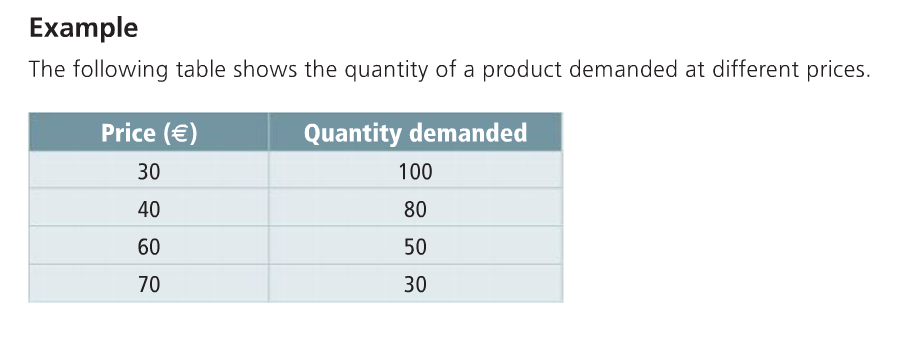 Example
The following table shows the quantity of a product demanded at different prices.
Price (€) Quantity demanded
30 100
40 80
60 50
70 30